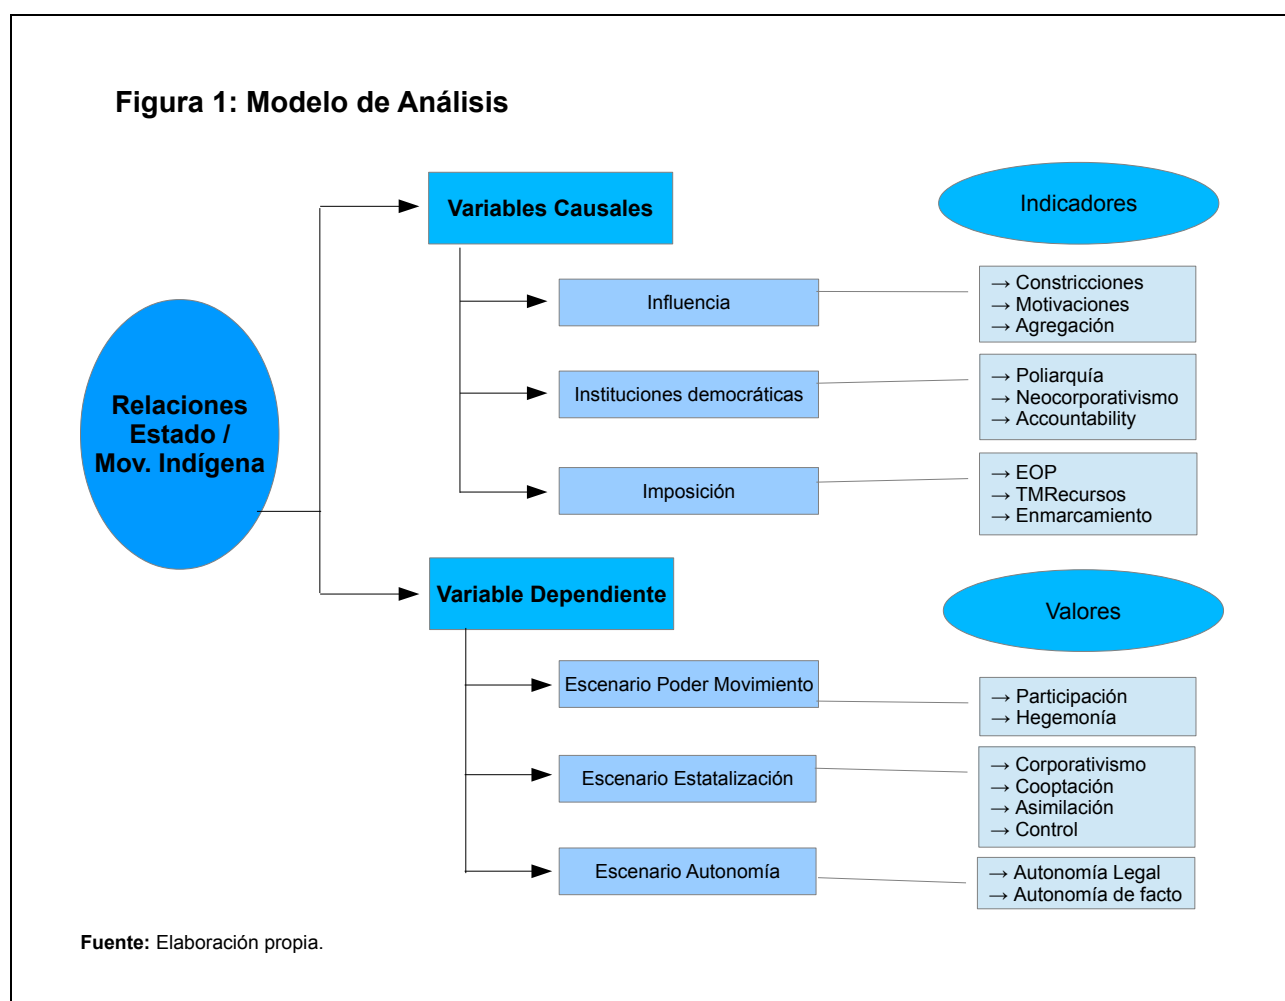 Figura 1: Modelo de Análisis
Relaciones
Estado /
Mov. Indígena
Variables Causales
Indicadores
Influencia
→ Constricciones
→ Motivaciones
→ Agregación
Instituciones democráticas
→ Poliarquía
→ Neocorporativismo
→ Accountability
Imposición
→ EOP
→ TMRecursos
→ Enmarcamiento
Variable Dependiente
Valores
Escenario Poder Movimiento
→ Participación
→ Hegemonía
Escenario Estatalización
→ Corporativismo
→ Cooptación
→ Asimilación
→ Control
Escenario Autonomía
→ Autonomía Legal
→ Autonomía de facto
Fuente: Elaboración propia.